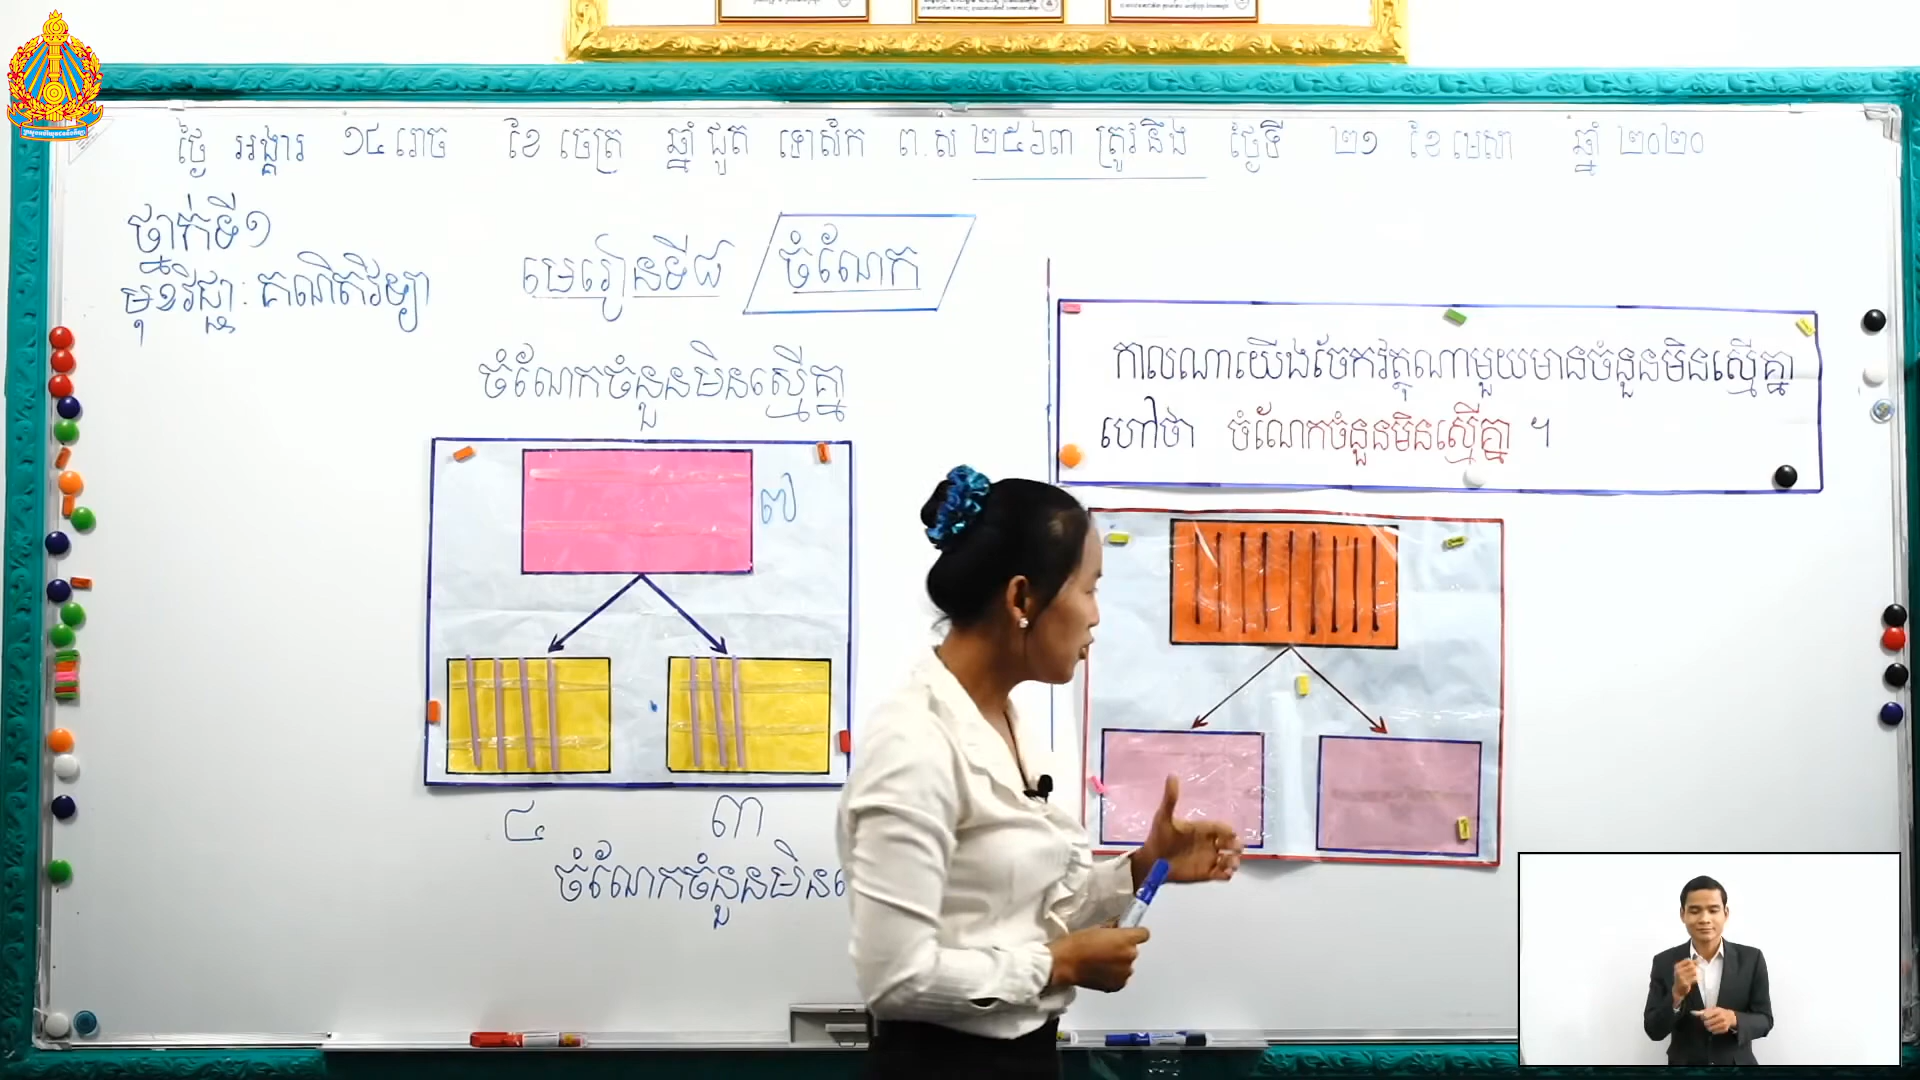 ថ្ងៃ អង្គារ ១៤ រោច ខែ ចេត្រ ឆ្នាំ ជូត ទោស័ក ព.ស ២៥៦៣ ត្រូវនឹង ថ្ងៃទី ២១ ខែ មេសា ឆ្នាំ ២០២០
ថ្នាក់ទី១
មុខវិជ្ជា: គណិតវិទ្យា
មេរៀនទី៨ ចំណែក
ចំណែកចំនួនមិនស្មើគ្នា
៧
៤ ៣
ចំណែកចំនួនមិន
កាលណាយើងចែកវត្ថុណាមួយមានចំនួនមិនស្មើគ្នា
ហៅថា ចំណែកចំនួនមិនស្មើគ្នា ។